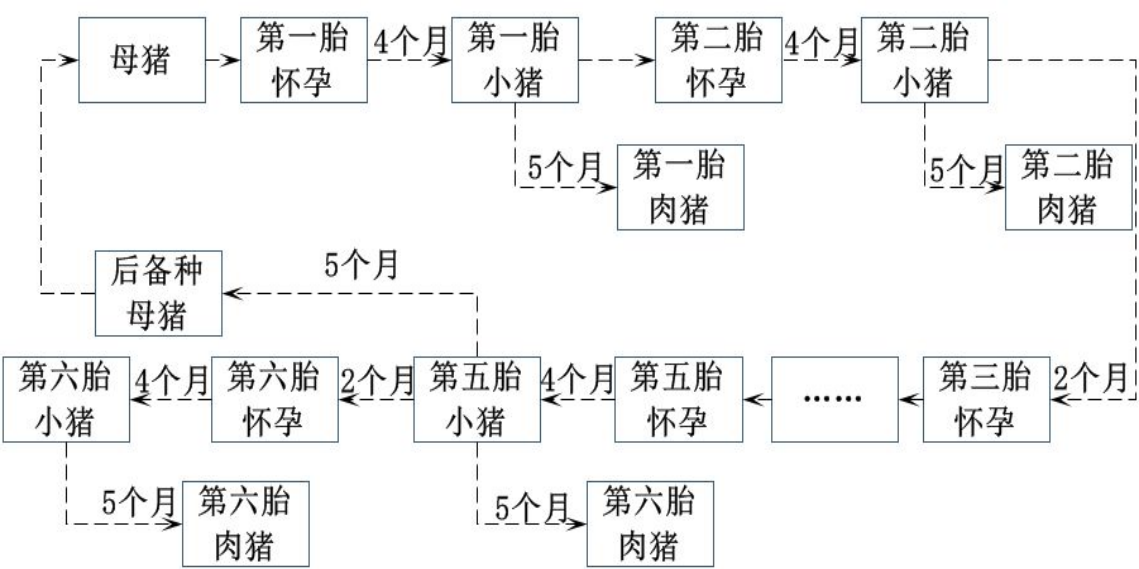 母猪
第一胎
怀孕
4个月
第一胎
小猪
第二胎
怀孕
4个月
第二胎
小猪
5个月
第一胎
肉猪
5个月
第二胎
肉猪
后备种
母猪
5个月
第六胎
小猪
4个月
第六胎
怀孕
2个月
第五胎
小猪
4个月
第五胎
怀孕
……
第三胎
怀孕
2个月
5个月
第六胎
肉猪
5个月
第六胎
肉猪